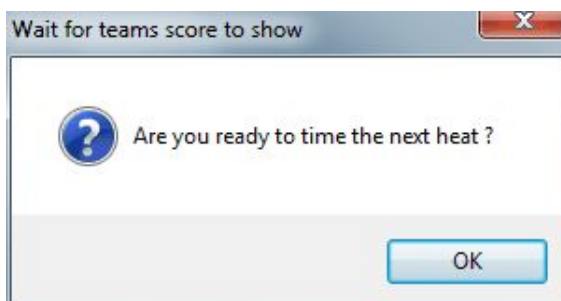 Wait for teams score to show
Are you ready to time the next heat ?
OK